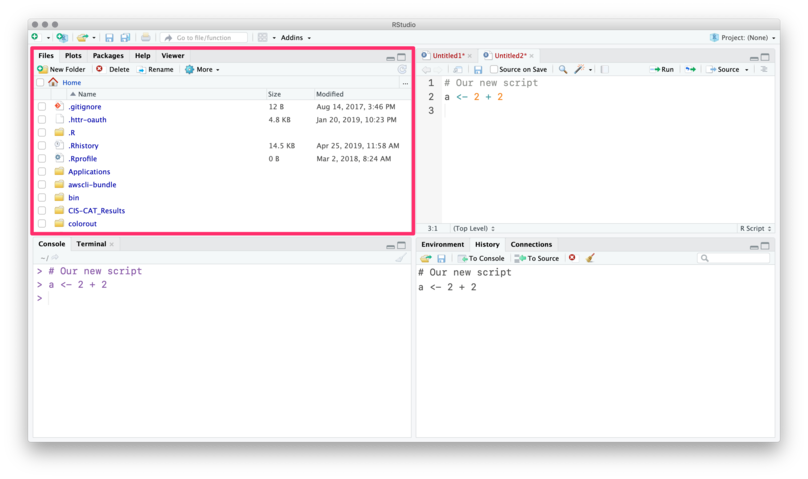 RStudio
Go to file/function
Addins
Project: (None)
Files Plots Packages Help Viewer
New Folder Delete Rename More
Home ...
Name Size Modified
.gitignore 12 B Aug 14, 2017, 3:46 PM
.httr-oauth 4.8 KB Jan 20, 2019, 10:23 PM
.R
.Rhistory 14.5 KB Apr 25, 2019, 11:58 AM
.Rprofile 0 B Mar 2, 2018, 8:24 AM
Applications
awscli-bundle
bin
CIS-CAT_Results
colorout
Untitled1* Untitled2*
Source on Save Run Source
1 # Our new script
2 a <- 2 + 2
3
3:1 (Top Level) R Script
Console Terminal
~/
> # Our new script
> a <- 2 + 2
>
Environment History Connections
To Console To Source
# Our new script
a <- 2 + 2